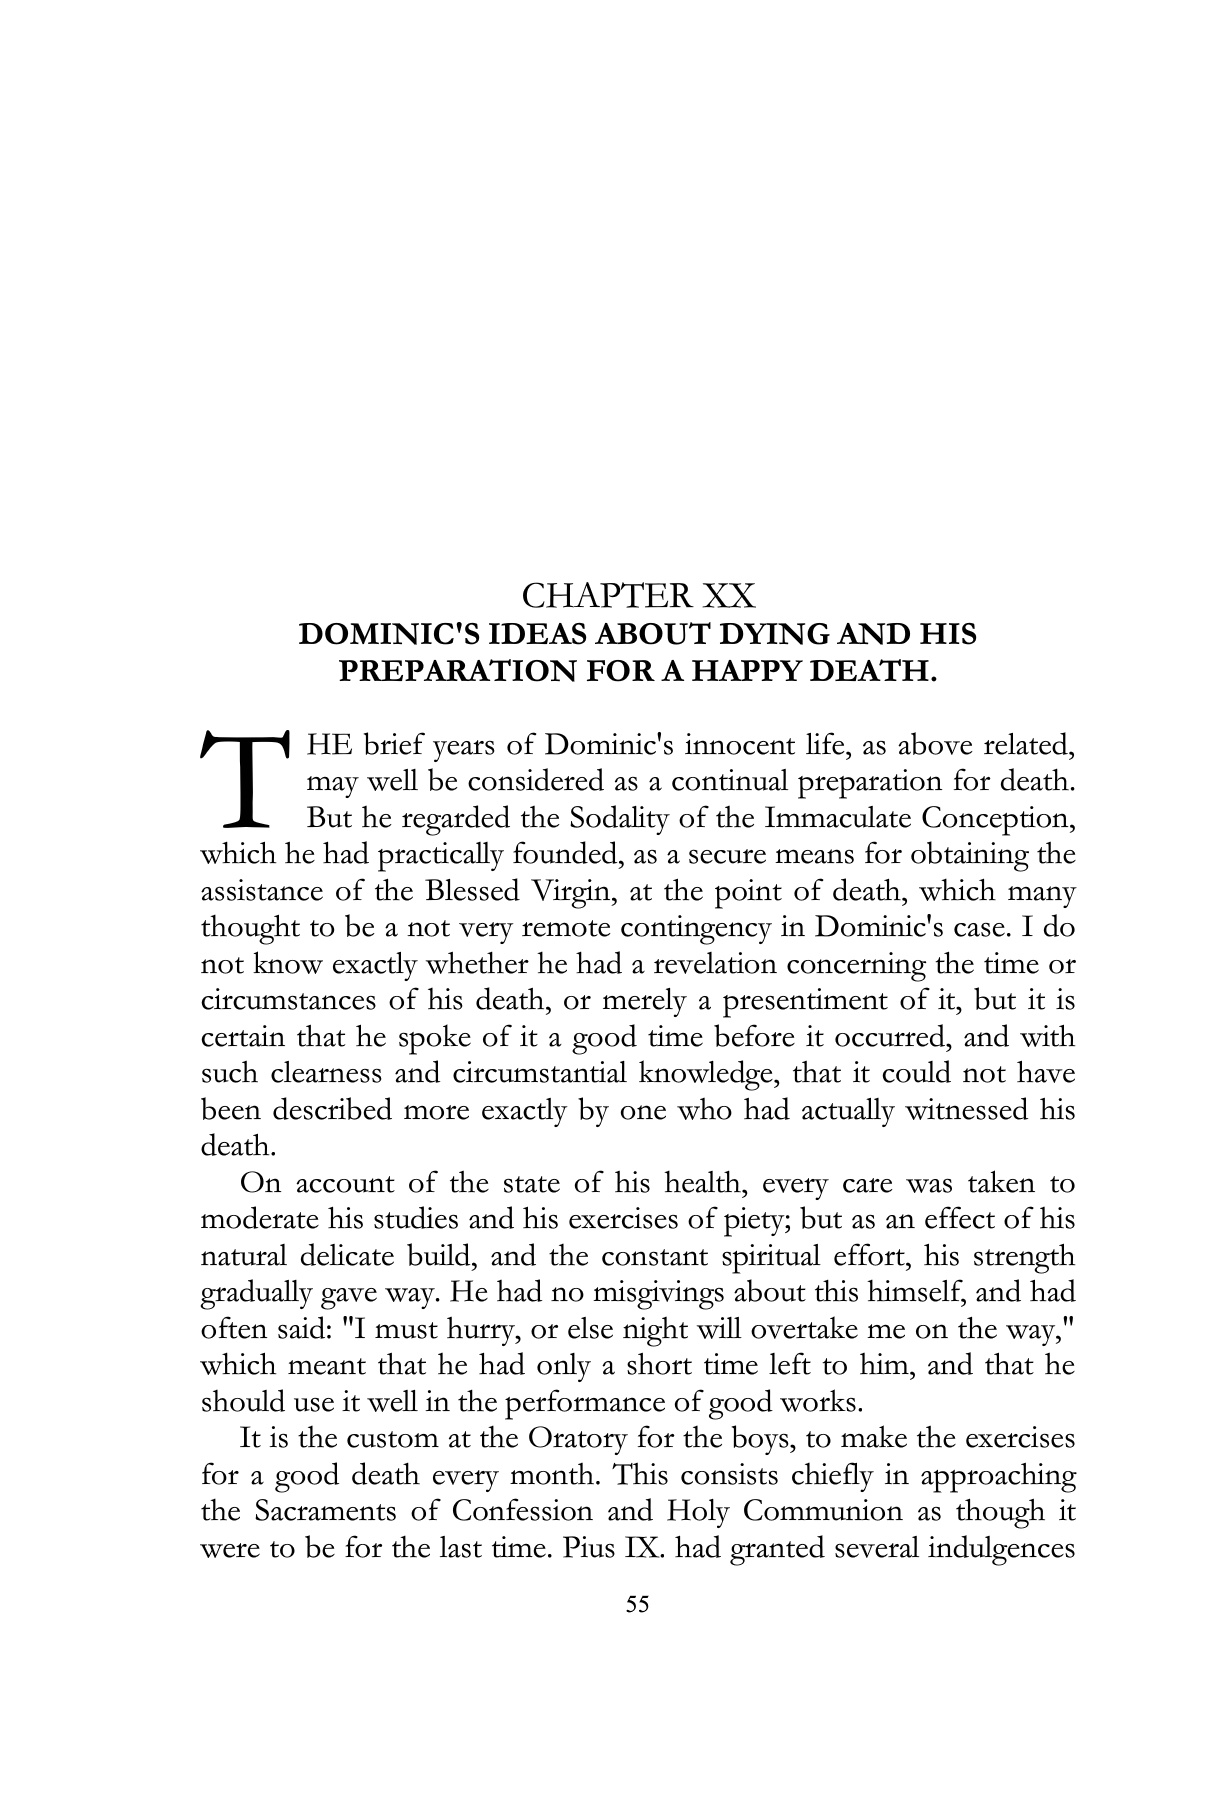 CHAPTER XX
DOMINIC'S IDEAS ABOUT DYING AND HIS
PREPARATION FOR A HAPPY DEATH.
THE brief years of Dominic's innocent life, as above related,
may well be considered as a continual preparation for death.
But he regarded the Sodality of the Immaculate Conception,
which he had practically founded, as a secure means for obtaining the
assistance of the Blessed Virgin, at the point of death, which many
thought to be a not very remote contingency in Dominic's case. I do
not know exactly whether he had a revelation concerning the time or
circumstances of his death, or merely a presentiment of it, but it is
certain that he spoke of it a good time before it occurred, and with
such clearness and circumstantial knowledge, that it could not have
been described more exactly by one who had actually witnessed his
death.
On account of the state of his health, every care was taken to
moderate his studies and his exercises of piety; but as an effect of his
natural delicate build, and the constant spiritual effort, his strength
gradually gave way. He had no misgivings about this himself, and had
often said: "I must hurry, or else night will overtake me on the way,"
which meant that he had only a short time left to him, and that he
should use it well in the performance of good works.
It is the custom at the Oratory for the boys, to make the exercises
for a good death every month. This consists chiefly in approaching
the Sacraments of Confession and Holy Communion as though it
were to be for the last time. Pius IX. had granted several indulgences
55